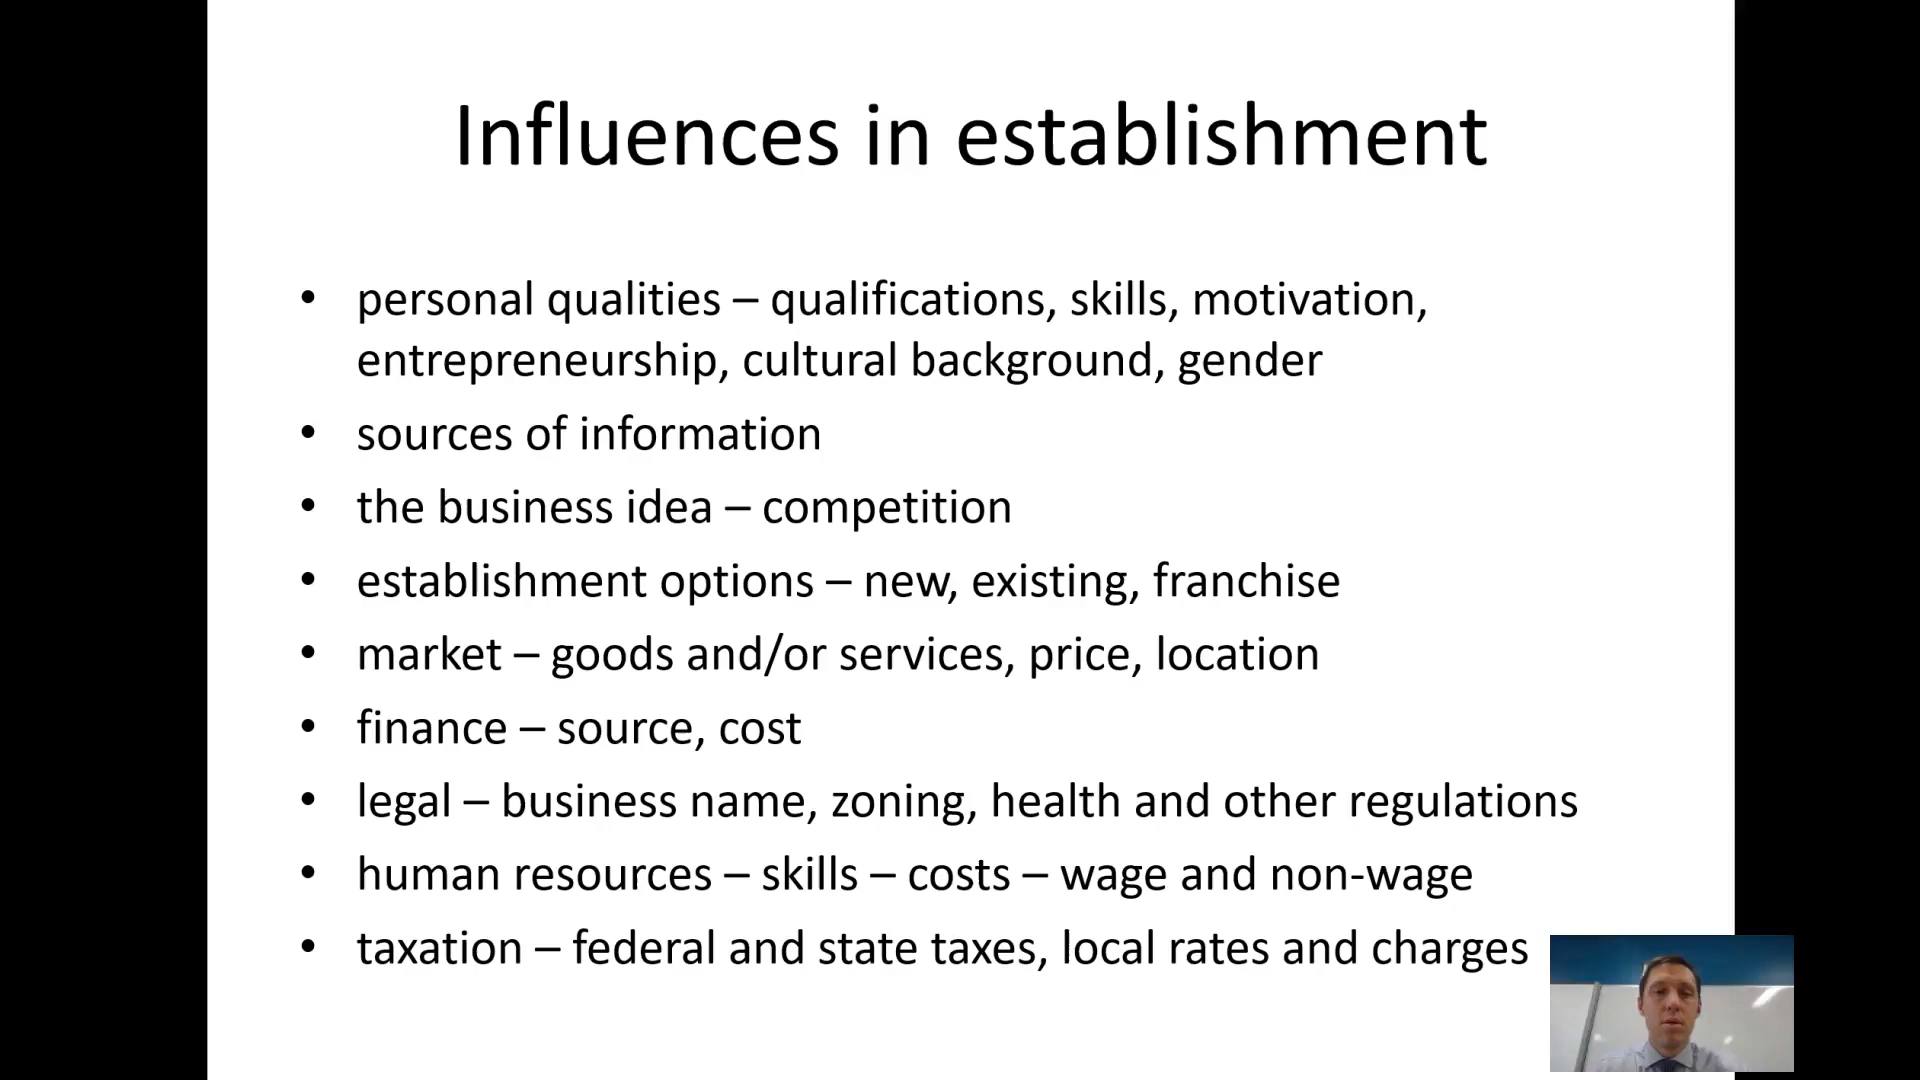 Influences in establishment
• personal qualities – qualifications, skills, motivation,
entrepreneurship, cultural background, gender
• sources of information
• the business idea – competition
• establishment options – new, existing, franchise
• market – goods and/or services, price, location
• finance – source, cost
• legal – business name, zoning, health and other regulations
• human resources – skills – costs – wage and non-wage
• taxation – federal and state taxes, local rates and charges